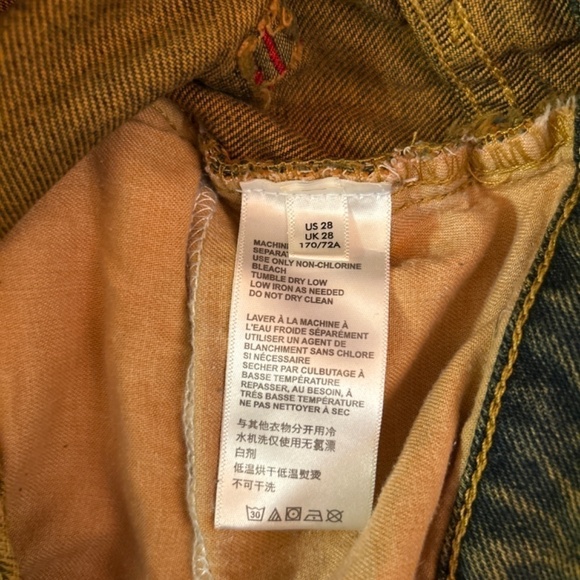 US 28
UK 28
170/72A
MACHIN
SEPARA
USE ONLY NON-CHLORINE
BLEACH
TUMBLE DRY LOW
LOW IRON AS NEEDED
DO NOT DRY CLEAN
LAVER À LA MACHINE À
L'EAU FROIDE SÉPARÉMENT
UTILISER UN AGENT DE
BLANCHIMENT SANS CHLORE
SI NÉCESSAIRE
SECHER PAR CULBUTAGE À
BASSE TEMPÉRATURE
REPASSER, AU BESOIN, À
TRÈS BASSE TEMPÉRATURE
NE PAS NETTOYER À SEC
与其他衣物分开用冷
水机洗仅使用无氯漂
白剂
低温烘干低温熨烫
不可干洗
30